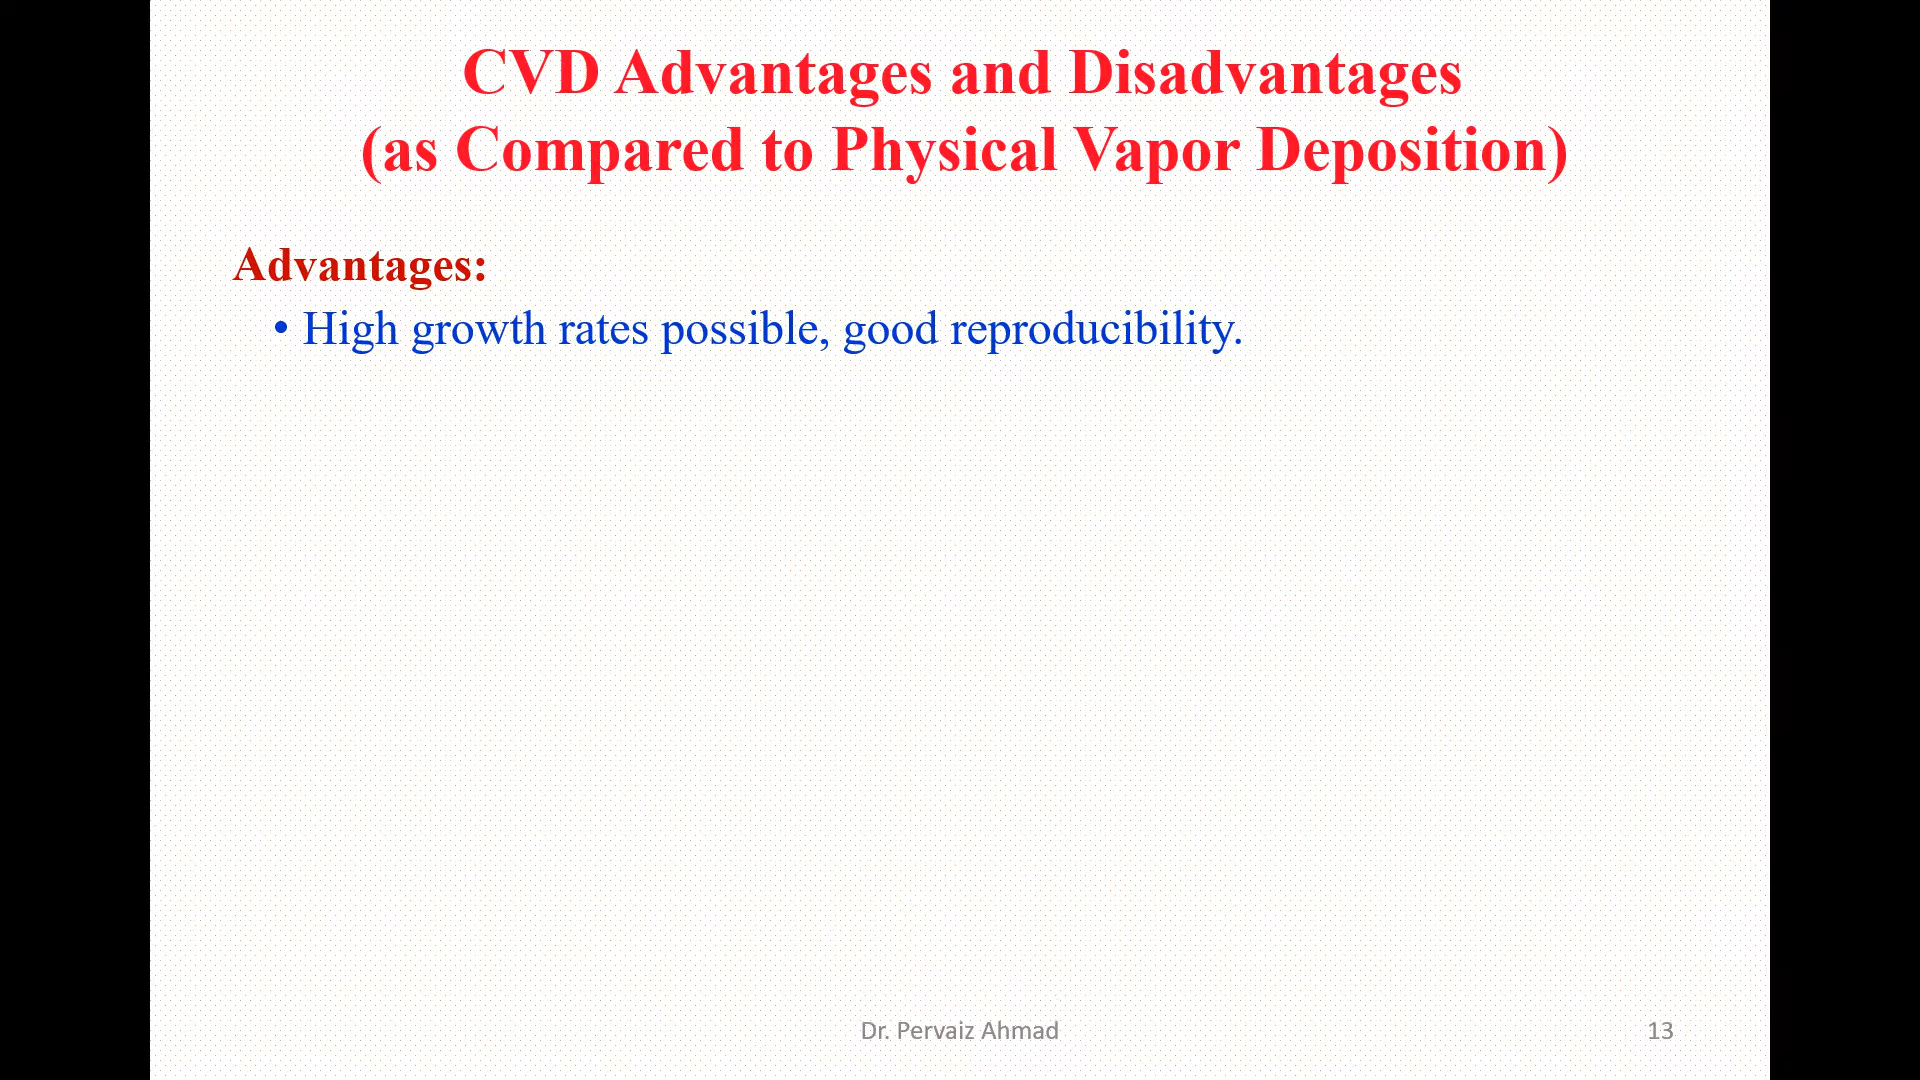 CVD Advantages and Disadvantages
(as Compared to Physical Vapor Deposition)
Advantages:
• High growth rates possible, good reproducibility.
Dr. Pervaiz Ahmad
13